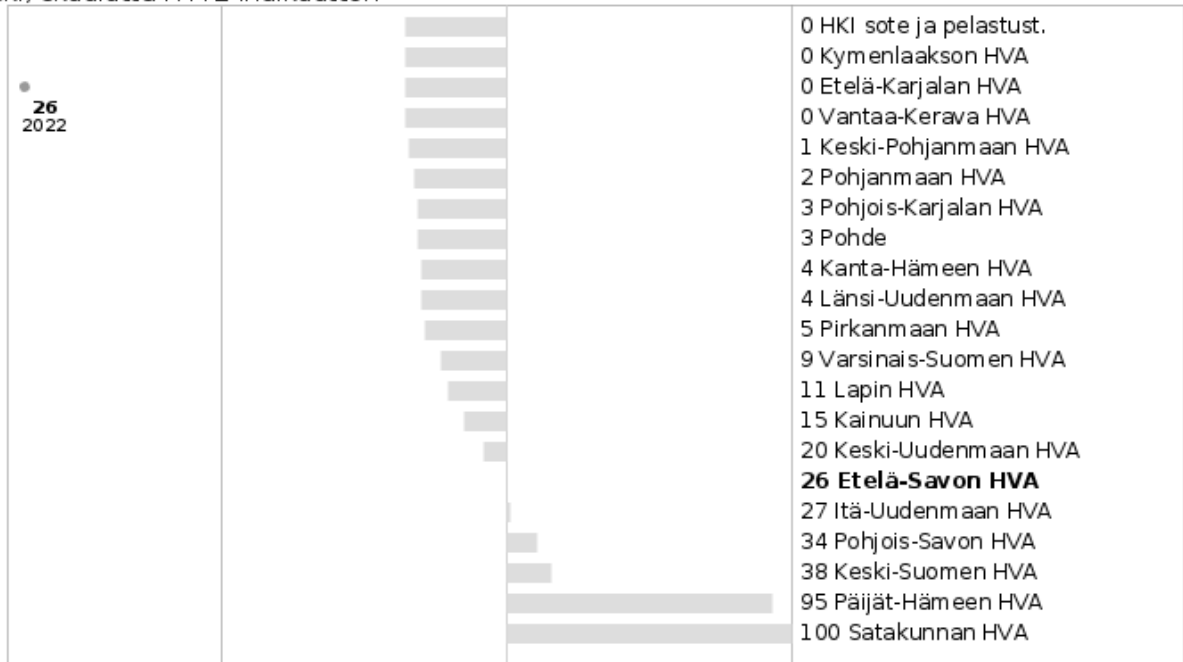 26
2022
0 HKI sote ja pelastust.
0 Kymenlaakson HVA
0 Etelä-Karjalan HVA
0 Vantaa-Kerava HVA
1 Keski-Pohjanmaan HVA
2 Pohjanmaan HVA
3 Pohjois-Karjalan HVA
3 Pohde
4 Kanta-Hämeen HVA
4 Länsi-Uudenmaan HVA
5 Pirkanmaan HVA
9 Varsinais-Suomen HVA
11 Lapin HVA
15 Kainuun HVA
20 Keski-Uudenmaan HVA
26 Etelä-Savon HVA
27 Itä-Uudenmaan HVA
34 Pohjois-Savon HVA
38 Keski-Suomen HVA
95 Päijät-Hämeen HVA
100 Satakunnan HVA